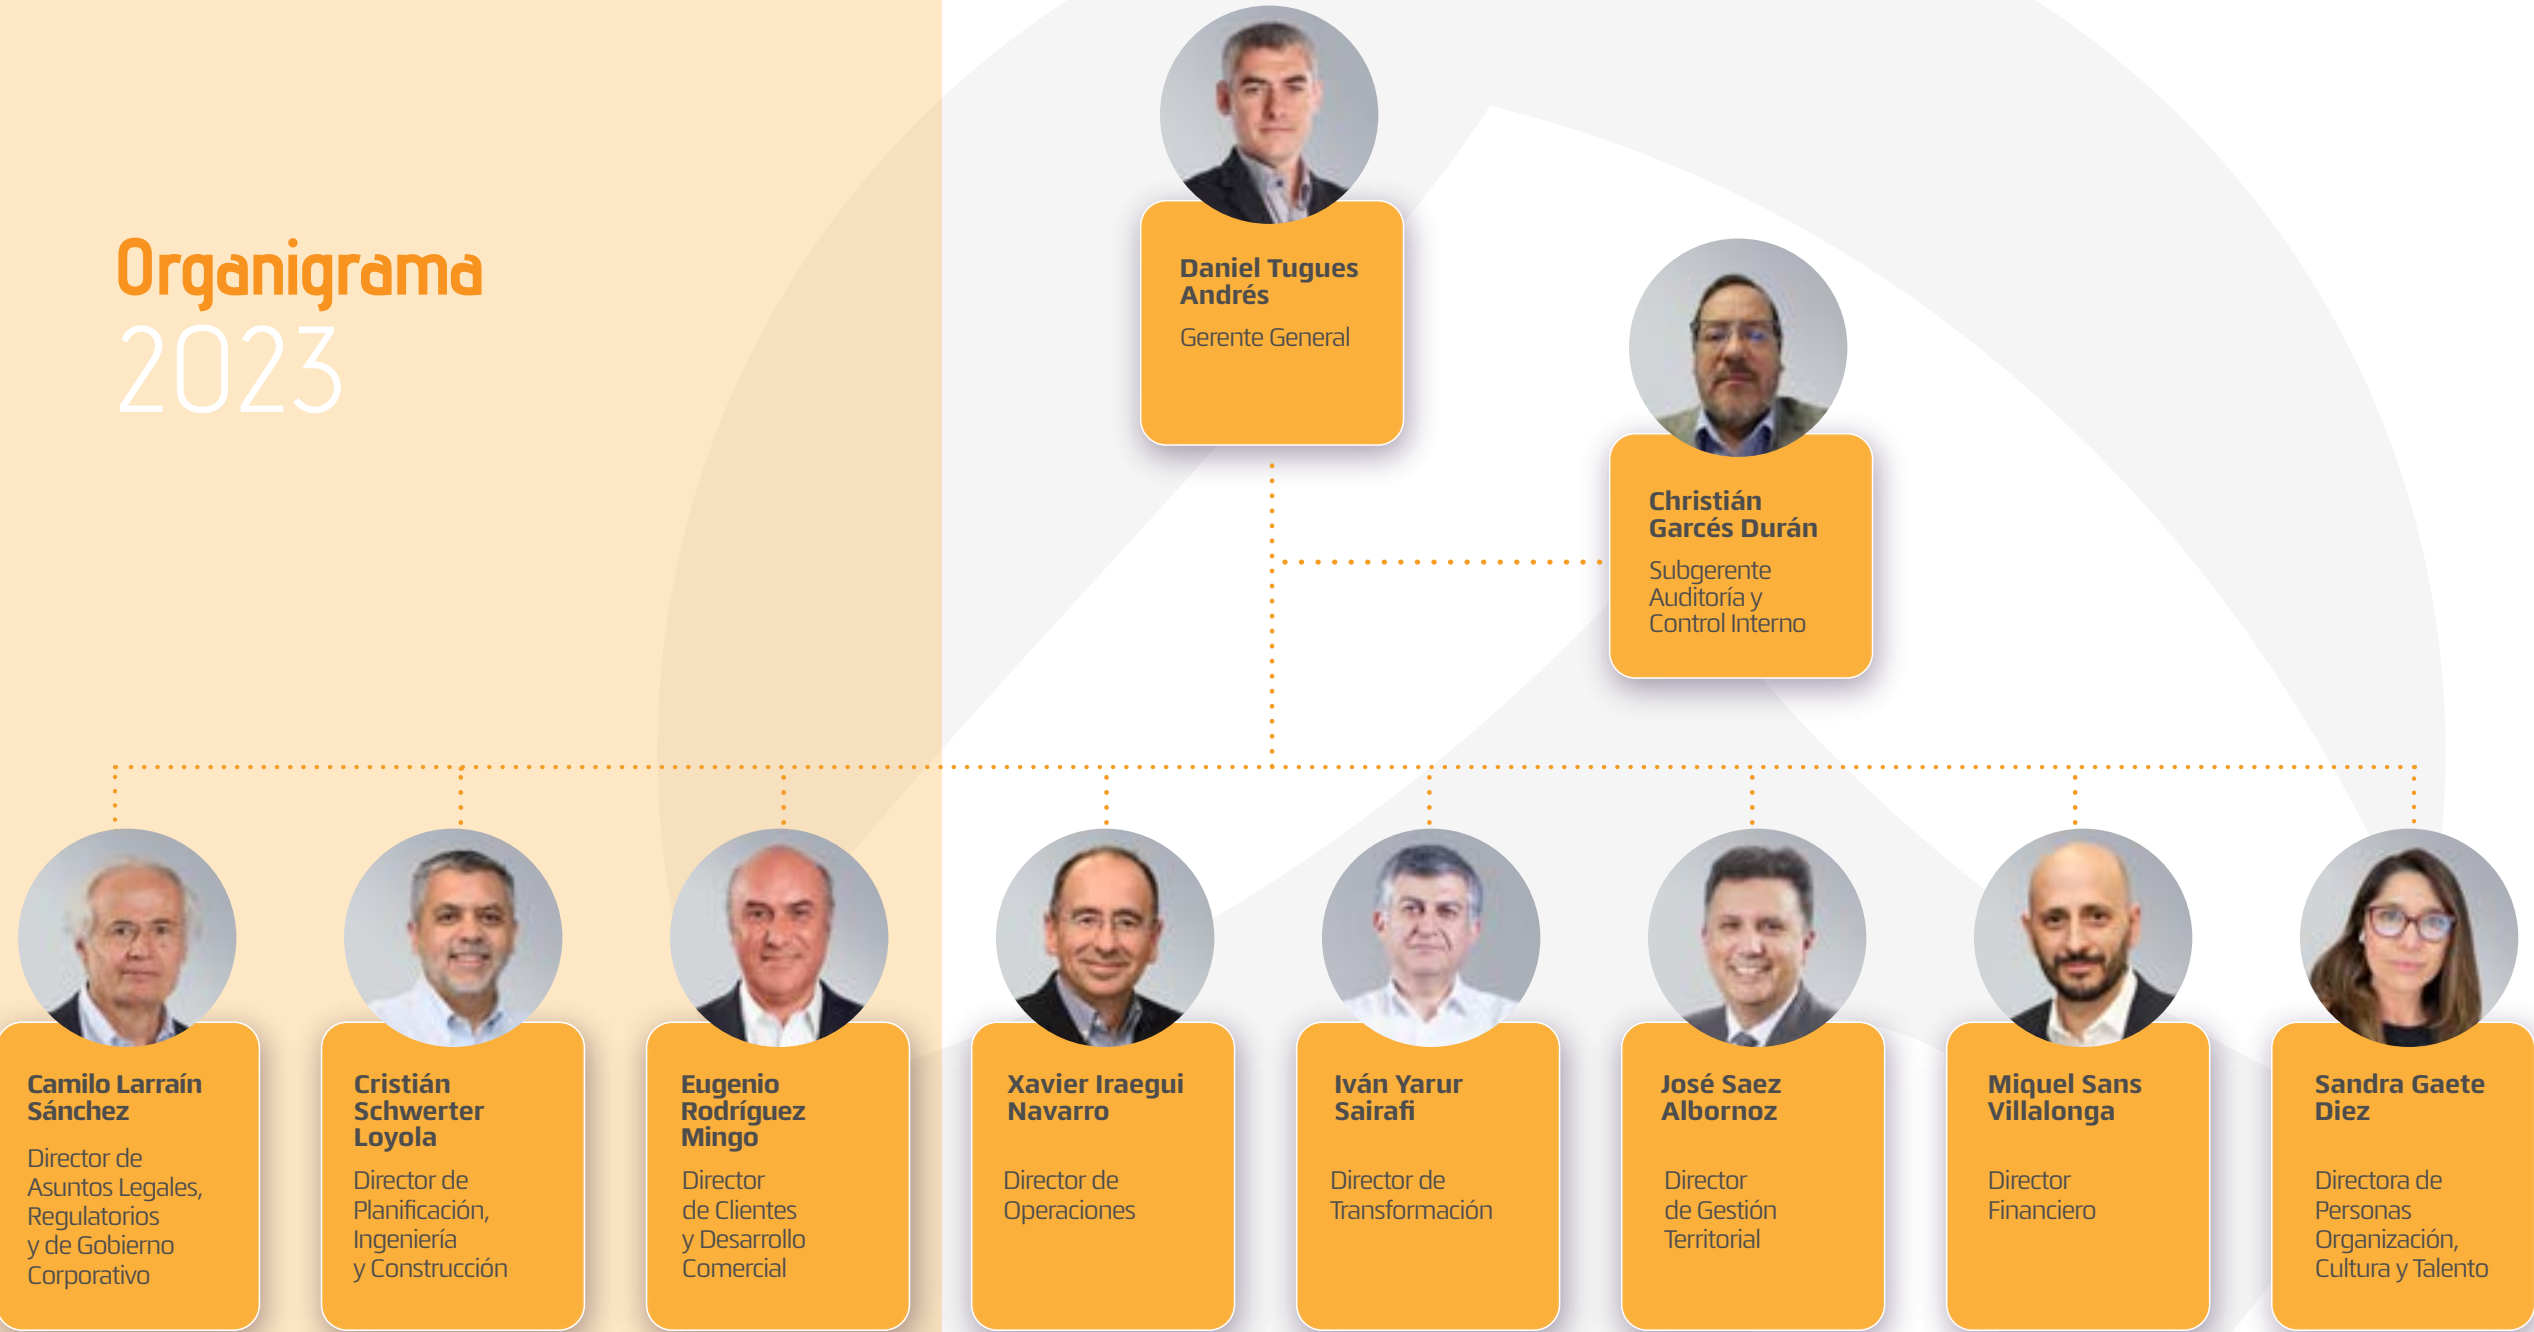 Organigrama
2023
Daniel Tugues
Andrés
Gerente General
Christián
Garcés Durán
Subgerente
Auditoría y
Control Interno
Camilo Larraín
Sánchez
Director de
Asuntos Legales,
Regulatorios
y de Gobierno
Corporativo
Cristián
Schwerter
Loyola
Director de
Planificación,
Ingeniería
y Construcción
Eugenio
Rodríguez
Mingo
Director
de Clientes
y Desarrollo
Comercial
Xavier Iraegui
Navarro
Director de
Operaciones
Iván Yarur
Sairafi
Director de
Transformación
José Saez
Albornoz
Director
de Gestión
Territorial
Miquel Sans
Villalonga
Director
Financiero
Sandra Gaete
Diez
Directora de
Personas
Organización,
Cultura y Talento